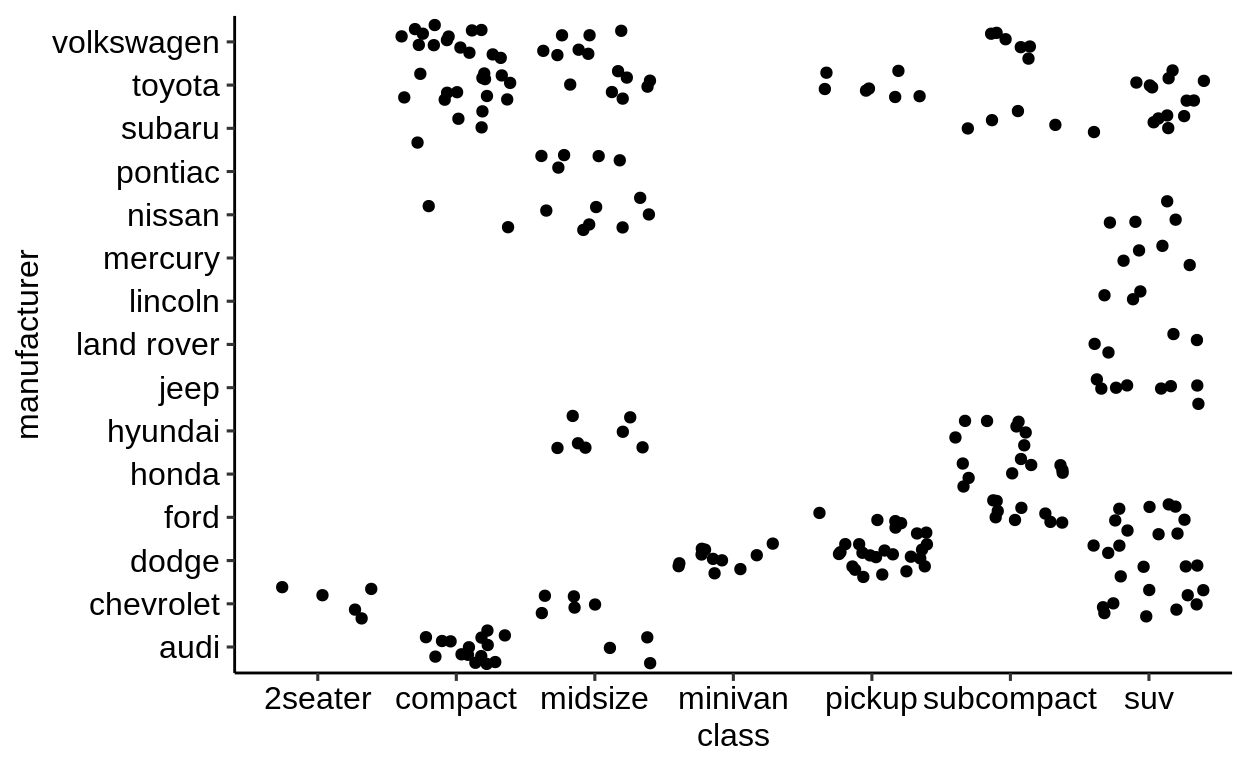 manufacturer
volkswagen
toyota
subaru
pontiac
nissan
mercury
lincoln
land rover
jeep
hyundai
honda
ford
dodge
chevrolet
audi
2seater compact midsize minivan pickup subcompact suv
class